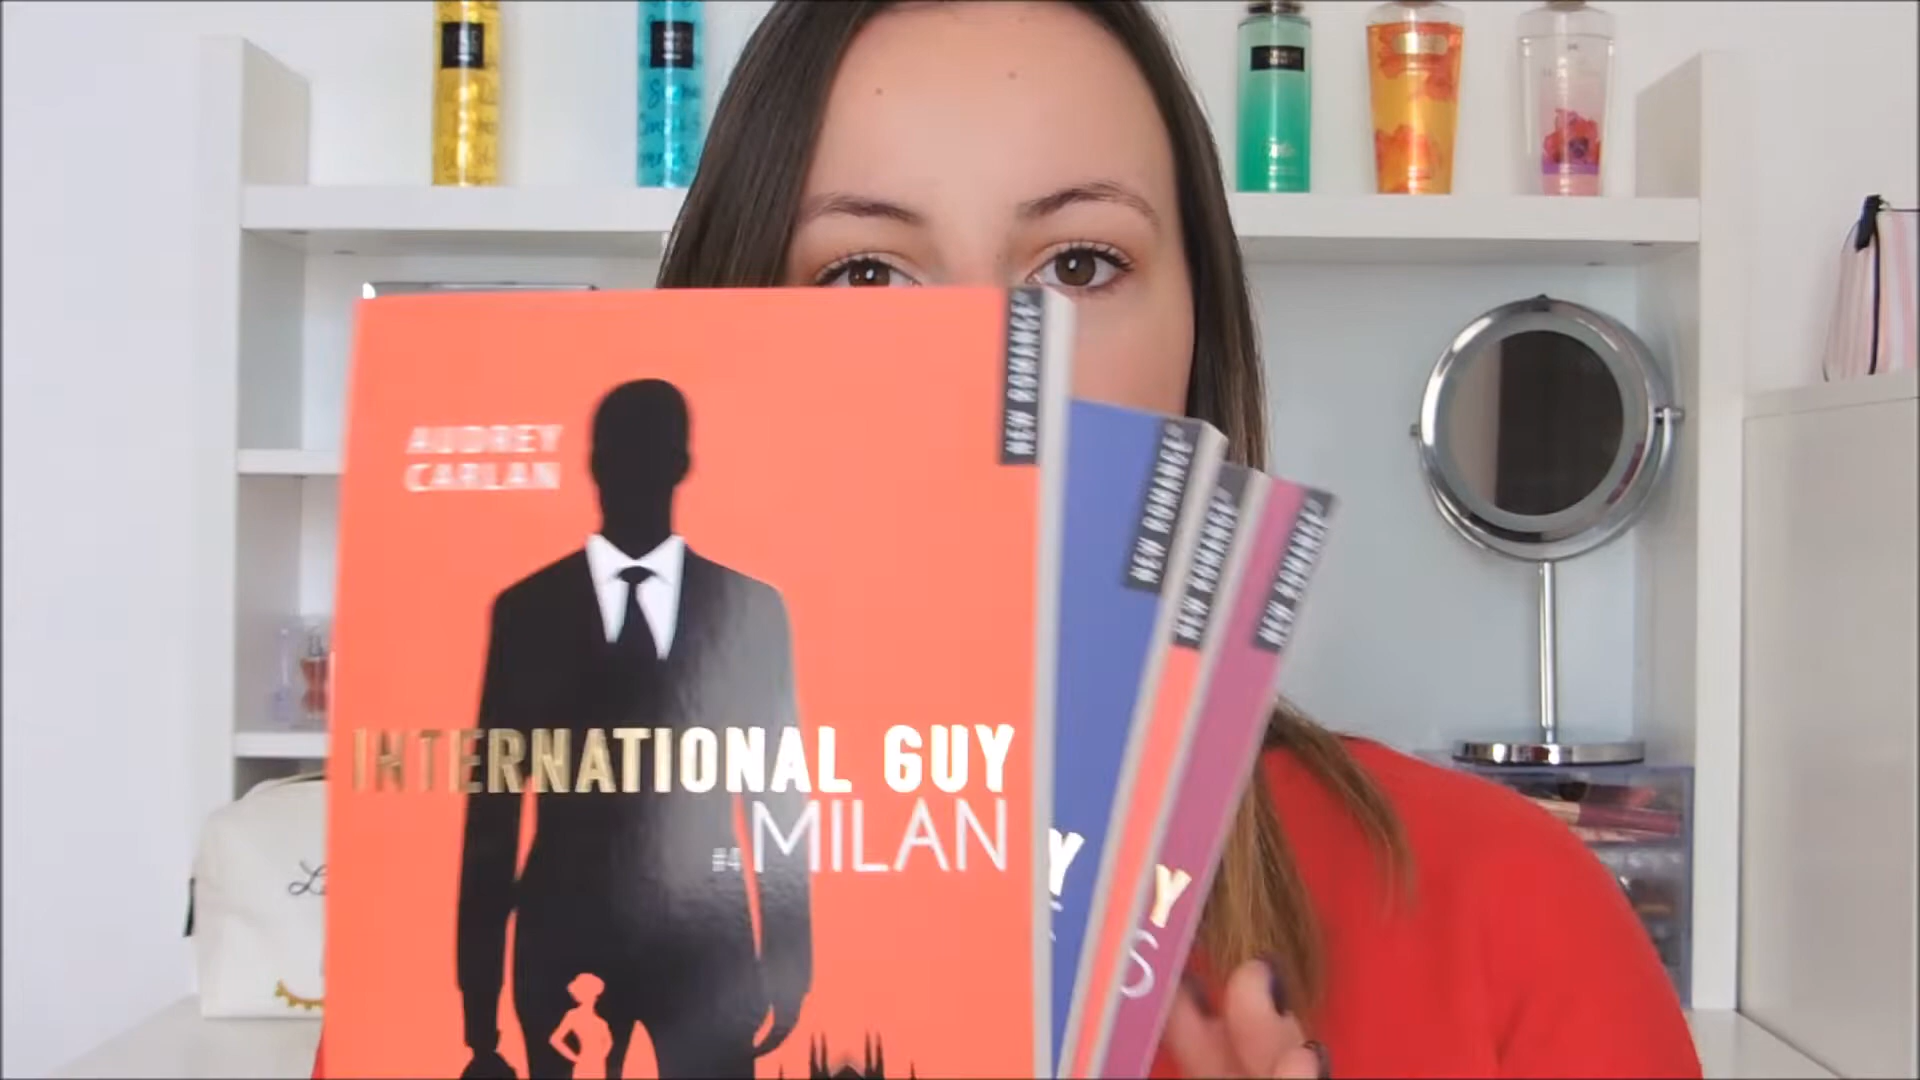 AUDREY
CARLAN
NEW ROMANCE
INTERNATIONAL GUY
#4 MILAN
NEW ROMANCE
NEW ROMANCE
NEW ROMANCE
Y
Y
S